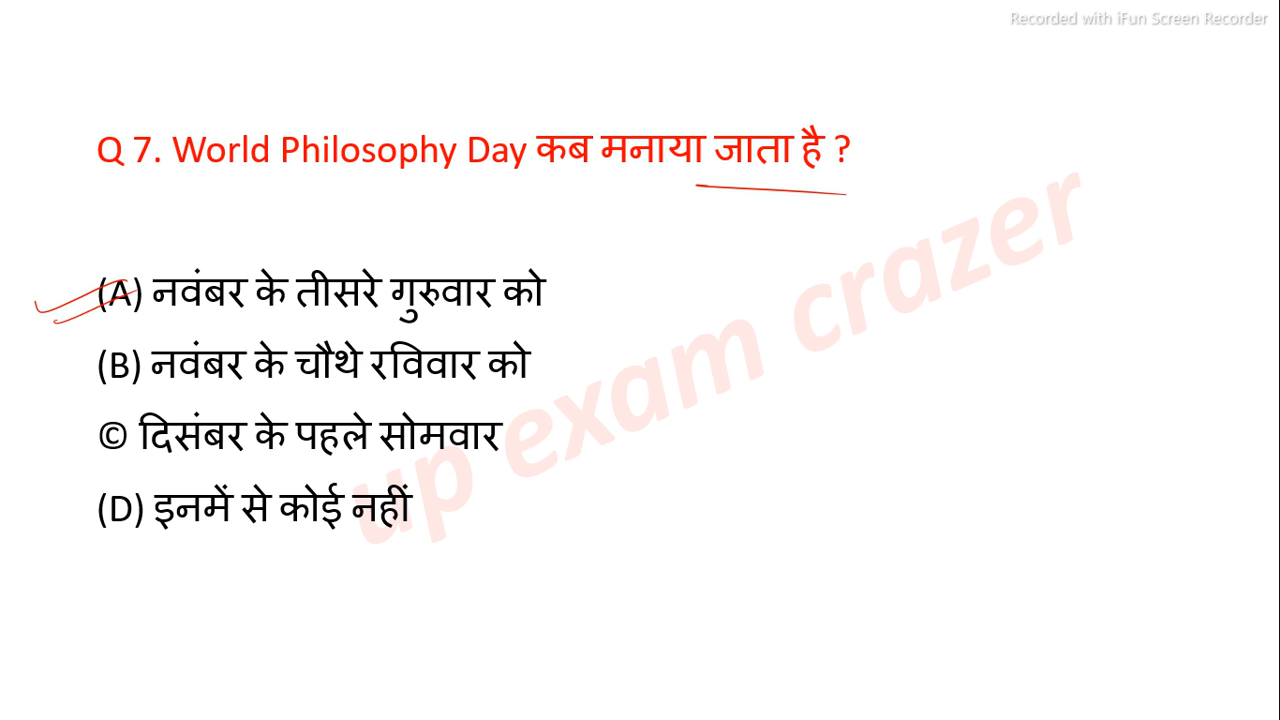 Recorded with iFun Screen Recorder
Q 7. World Philosophy Day कब मनाया जाता है ?
(A) नवंबर के तीसरे गुरुवार को
(B) नवंबर के चौथे रविवार को
© दिसंबर के पहले सोमवार
(D) इनमें से कोई नहीं
up exam crazer